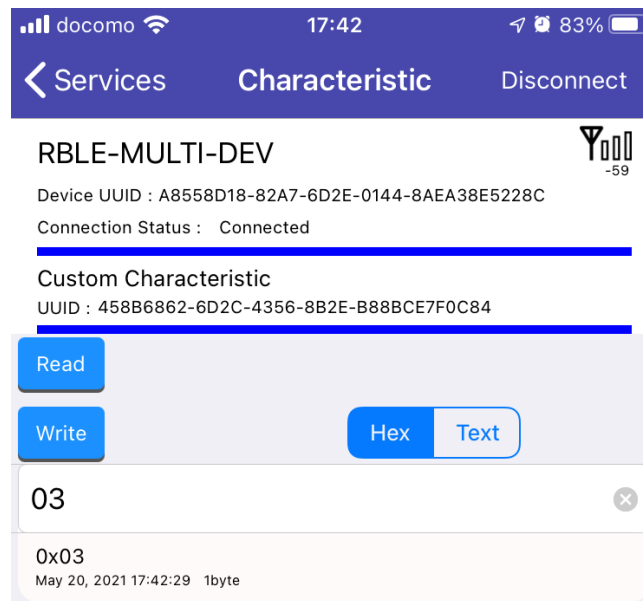 docomo 17:42 83%
Services Characteristic Disconnect
RBLE-MULTI-DEV
-59
Device UUID : A8558D18-82A7-6D2E-0144-8AEA38E5228C
Connection Status : Connected
Custom Characteristic
UUID : 458B6862-6D2C-4356-8B2E-B88BCE7F0C84
Read
Write Hex Text
03
0x03
May 20, 2021 17:42:29 1byte